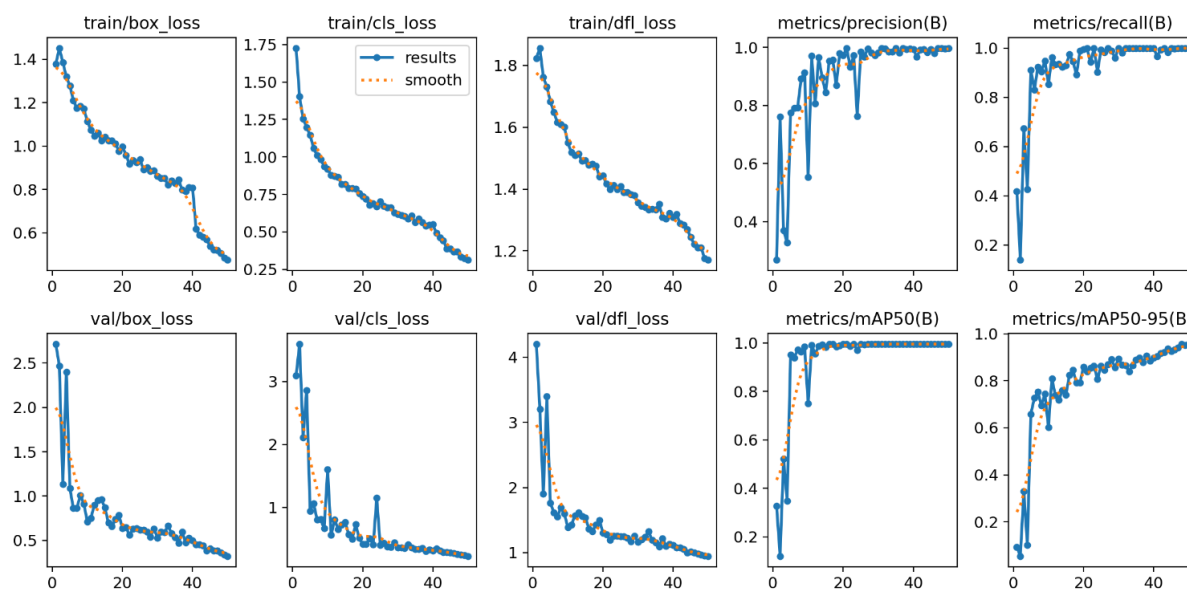 train/box_loss
train/cls_loss
train/dfl_loss
metrics/precision(B)
metrics/recall(B)
1.4
1.2
1.0
0.8
0.6
0 20 40
1.75
1.50
1.25
1.00
0.75
0.50
0.25
0 20 40
results
smooth
1.8
1.6
1.4
1.2
0 20 40
1.0
0.8
0.6
0.4
0 20 40
1.0
0.8
0.6
0.4
0.2
0 20 40
val/box_loss
val/cls_loss
val/dfl_loss
metrics/mAP50(B)
metrics/mAP50-95(B
2.5
2.0
1.5
1.0
0.5
0 20 40
3
2
1
0 20 40
4
3
2
1
0 20 40
1.0
0.8
0.6
0.4
0.2
0 20 40
1.0
0.8
0.6
0.4
0.2
0 20 40